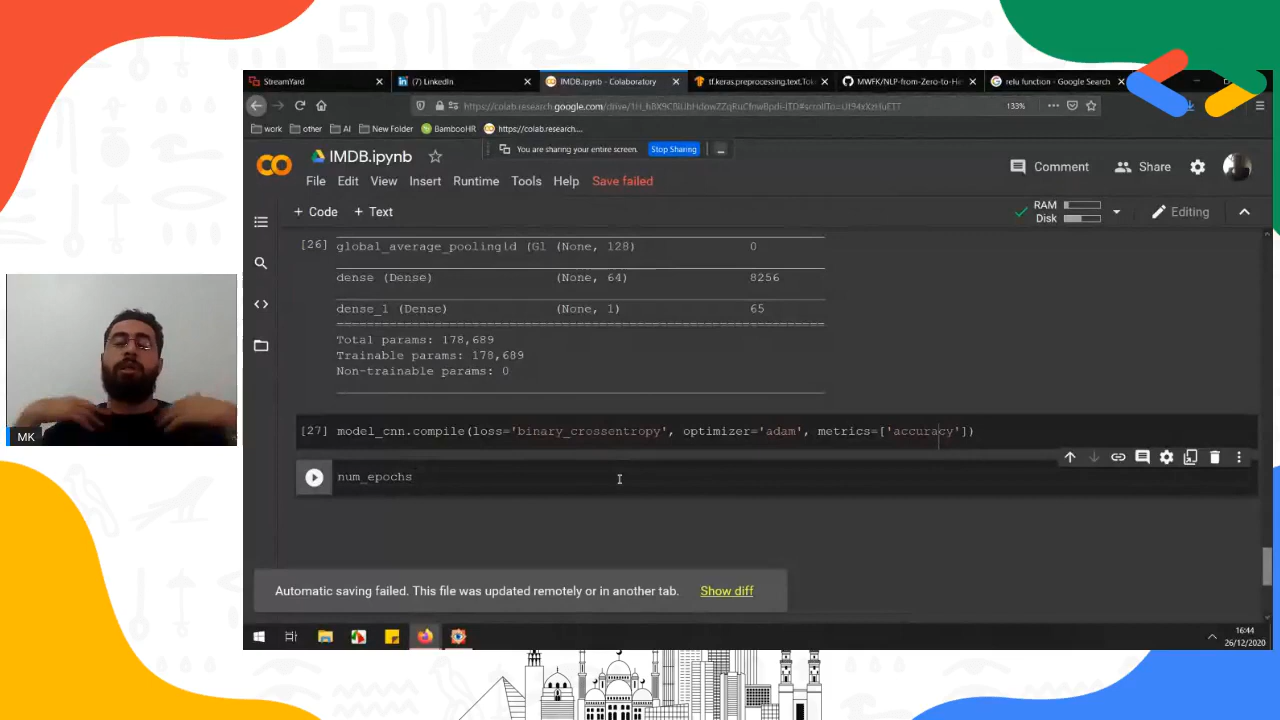 StreamYard
(7) LinkedIn
IMDB.ipynb - Colaboratory
tf.keras.preprocessing.text.Tok
MWFK/NLP-from-Zero-to-He
relu function - Google Search
133%
work
other
AI
New Folder
BambooHR
https://colab.research....
You are sharing your entire screen.
Stop Sharing
IMDB.ipynb
Comment
Share
File
Edit
View
Insert
Runtime
Tools
Help
Save failed
+ Code
+ Text
RAM
Disk
Editing
[26]
global_average_pooling1d (Gl (None, 128) 0
dense (Dense) (None, 64) 8256
dense_1 (Dense) (None, 1) 65
Total params: 178,689
Trainable params: 178,689
Non-trainable params: 0
[27] model_cnn.compile(loss='binary_crossentropy', optimizer='adam', metrics=['accuracy'])
num_epochs
MK
Automatic saving failed. This file was updated remotely or in another tab.
Show diff
16:44
26/12/2020